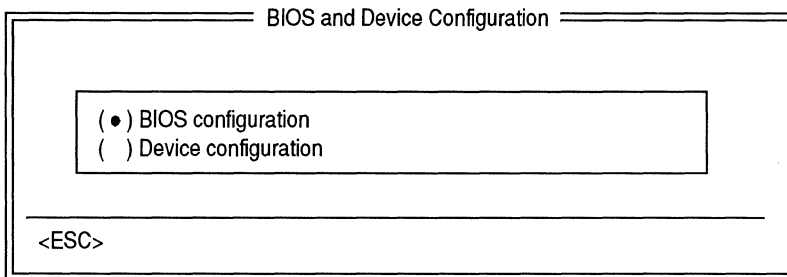 BIOS and Device Configuration
( • ) BIOS configuration
(   ) Device configuration
<ESC>